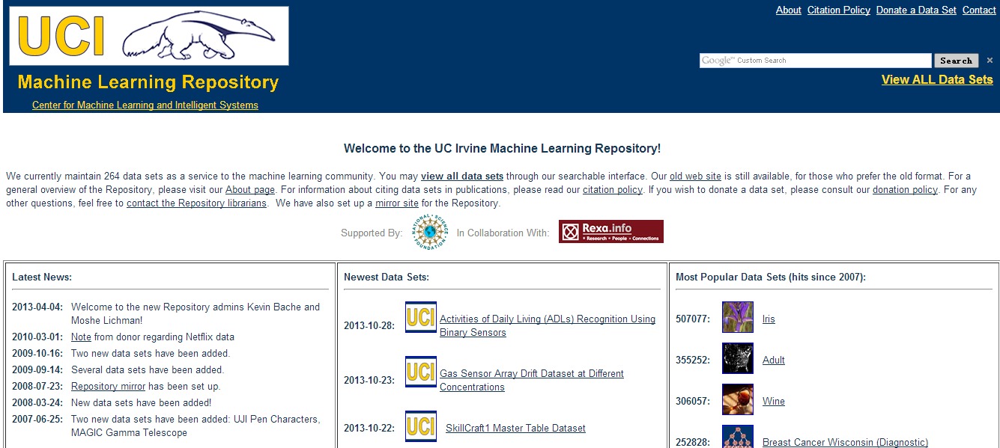 UCI
Machine Learning Repository
Center for Machine Learning and Intelligent Systems
About Citation Policy Donate a Data Set Contact
Google™ Custom Search
Search
×
View ALL Data Sets
Welcome to the UC Irvine Machine Learning Repository!
We currently maintain 264 data sets as a service to the machine learning community. You may view all data sets through our searchable interface. Our old web site is still available, for those who prefer the old format. For a
general overview of the Repository, please visit our About page. For information about citing data sets in publications, please read our citation policy. If you wish to donate a data set, please consult our donation policy. For any
other questions, feel free to contact the Repository librarians. We have also set up a mirror site for the Repository.
Supported By:
NATIONAL SCIENCE FOUNDATION
In Collaboration With:
Rexa.info
Research People Connections
Latest News:
2013-04-04: Welcome to the new Repository admins Kevin Bache and
Moshe Lichman!
2010-03-01: Note from donor regarding Netflix data
2009-10-16: Two new data sets have been added.
2009-09-14: Several data sets have been added.
2008-07-23: Repository mirror has been set up.
2008-03-24: New data sets have been added!
2007-06-25: Two new data sets have been added: UJI Pen Characters,
MAGIC Gamma Telescope
Newest Data Sets:
2013-10-28:
UCI
Activities of Daily Living (ADLs) Recognition Using
Binary Sensors
2013-10-23:
UCI
Gas Sensor Array Drift Dataset at Different
Concentrations
2013-10-22:
UCI
SkillCraft1 Master Table Dataset
Most Popular Data Sets (hits since 2007):
507077: Iris
355252: Adult
306057: Wine
252828: Breast Cancer Wisconsin (Diagnostic)